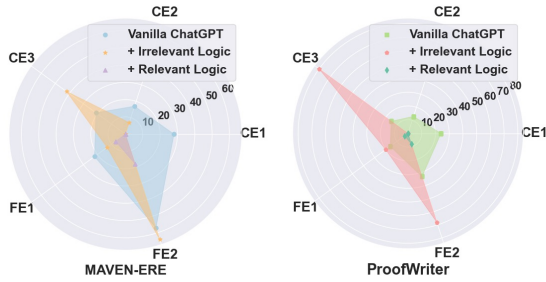 CE2
Vanilla ChatGPT
+ Irrelevant Logic
+ Relevant Logic
CE3
10 20 30 40 50 60
CE1
FE1
FE2
MAVEN-ERE
CE2
Vanilla ChatGPT
+ Irrelevant Logic
+ Relevant Logic
CE3
10 20 30 40 50 60 70 80
CE1
FE1
FE2
ProofWriter